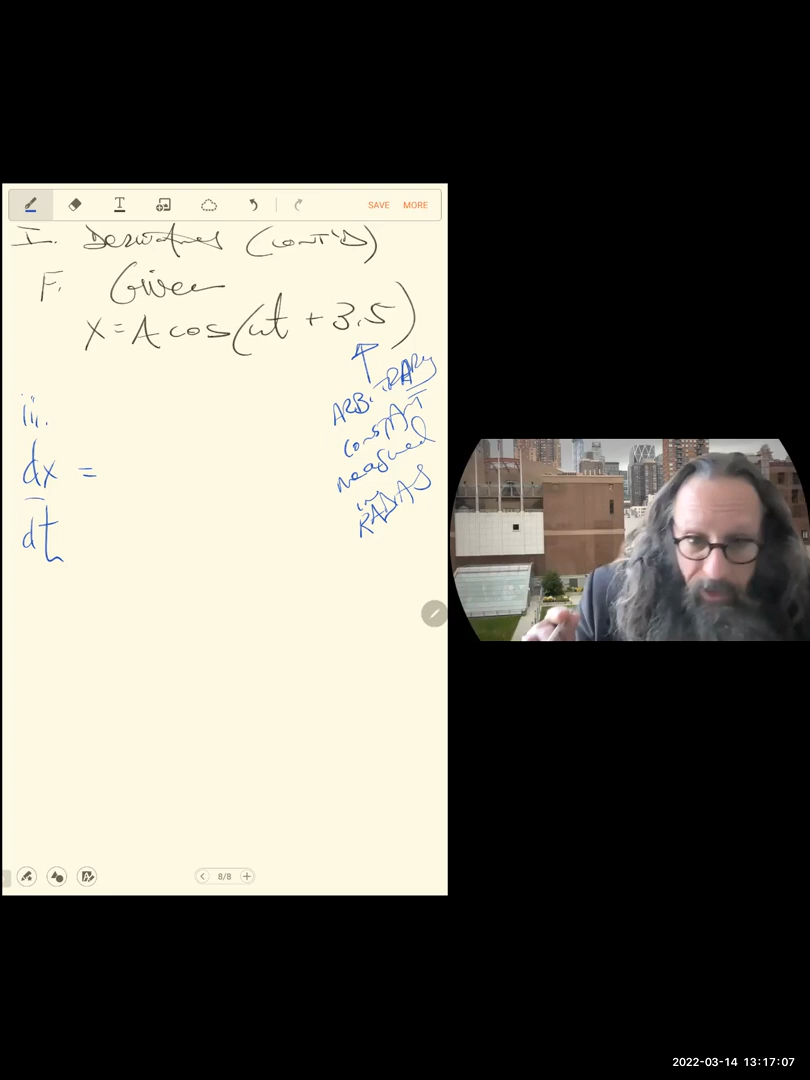 SAVE MORE
I. Derivatives (CONT'D)
F. Given
x = A cos(ωt + 3.5)
ARBITRARY
constANT
measured
in
RADIANS
ii.
dx =
dt
8/8
2022-03-14 13:17:07